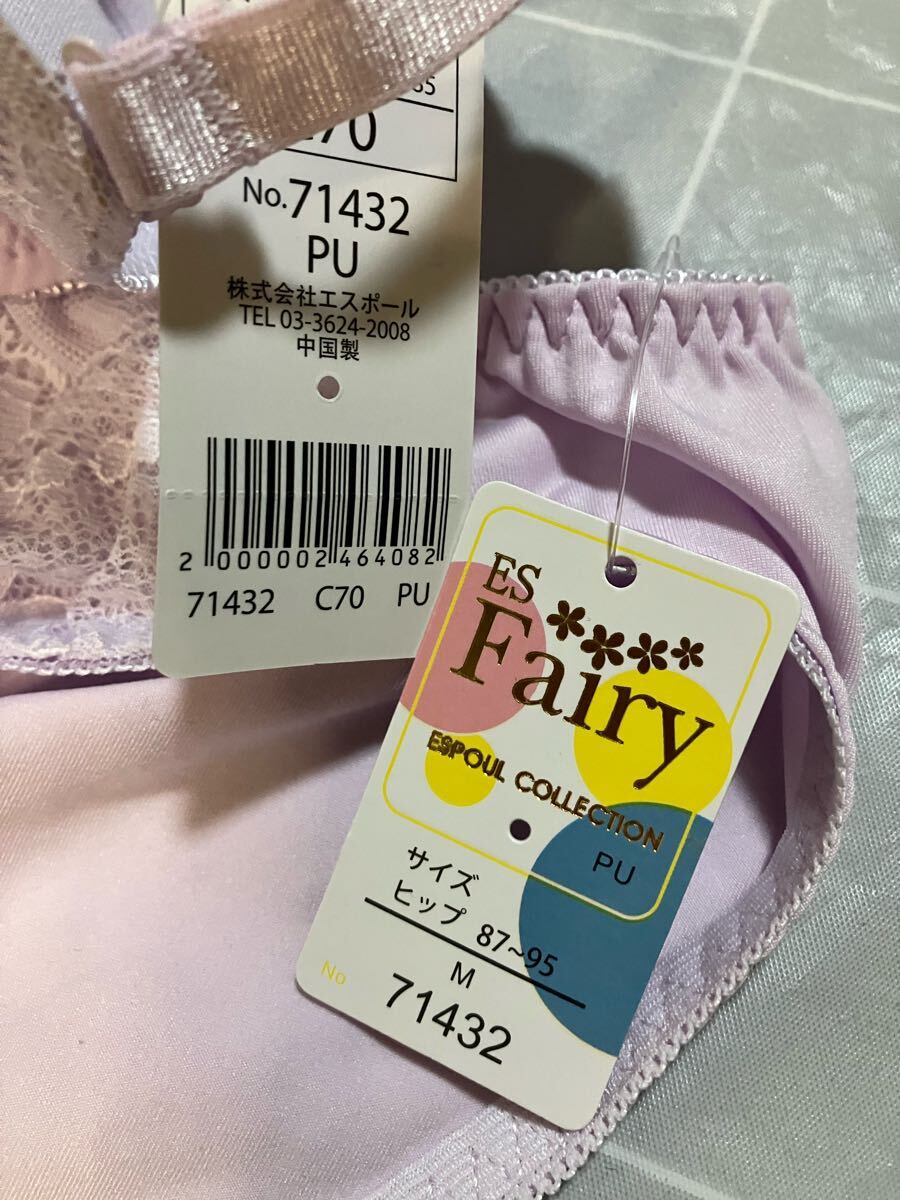 70
No.71432
PU
株式会社エスポール
TEL 03-3624-2008
中国製
2 000002 464082
71432 C70 PU
ES
Fairy
ESPOUL COLLECTION
PU
サイズ
ヒップ 87~95
M
No 71432